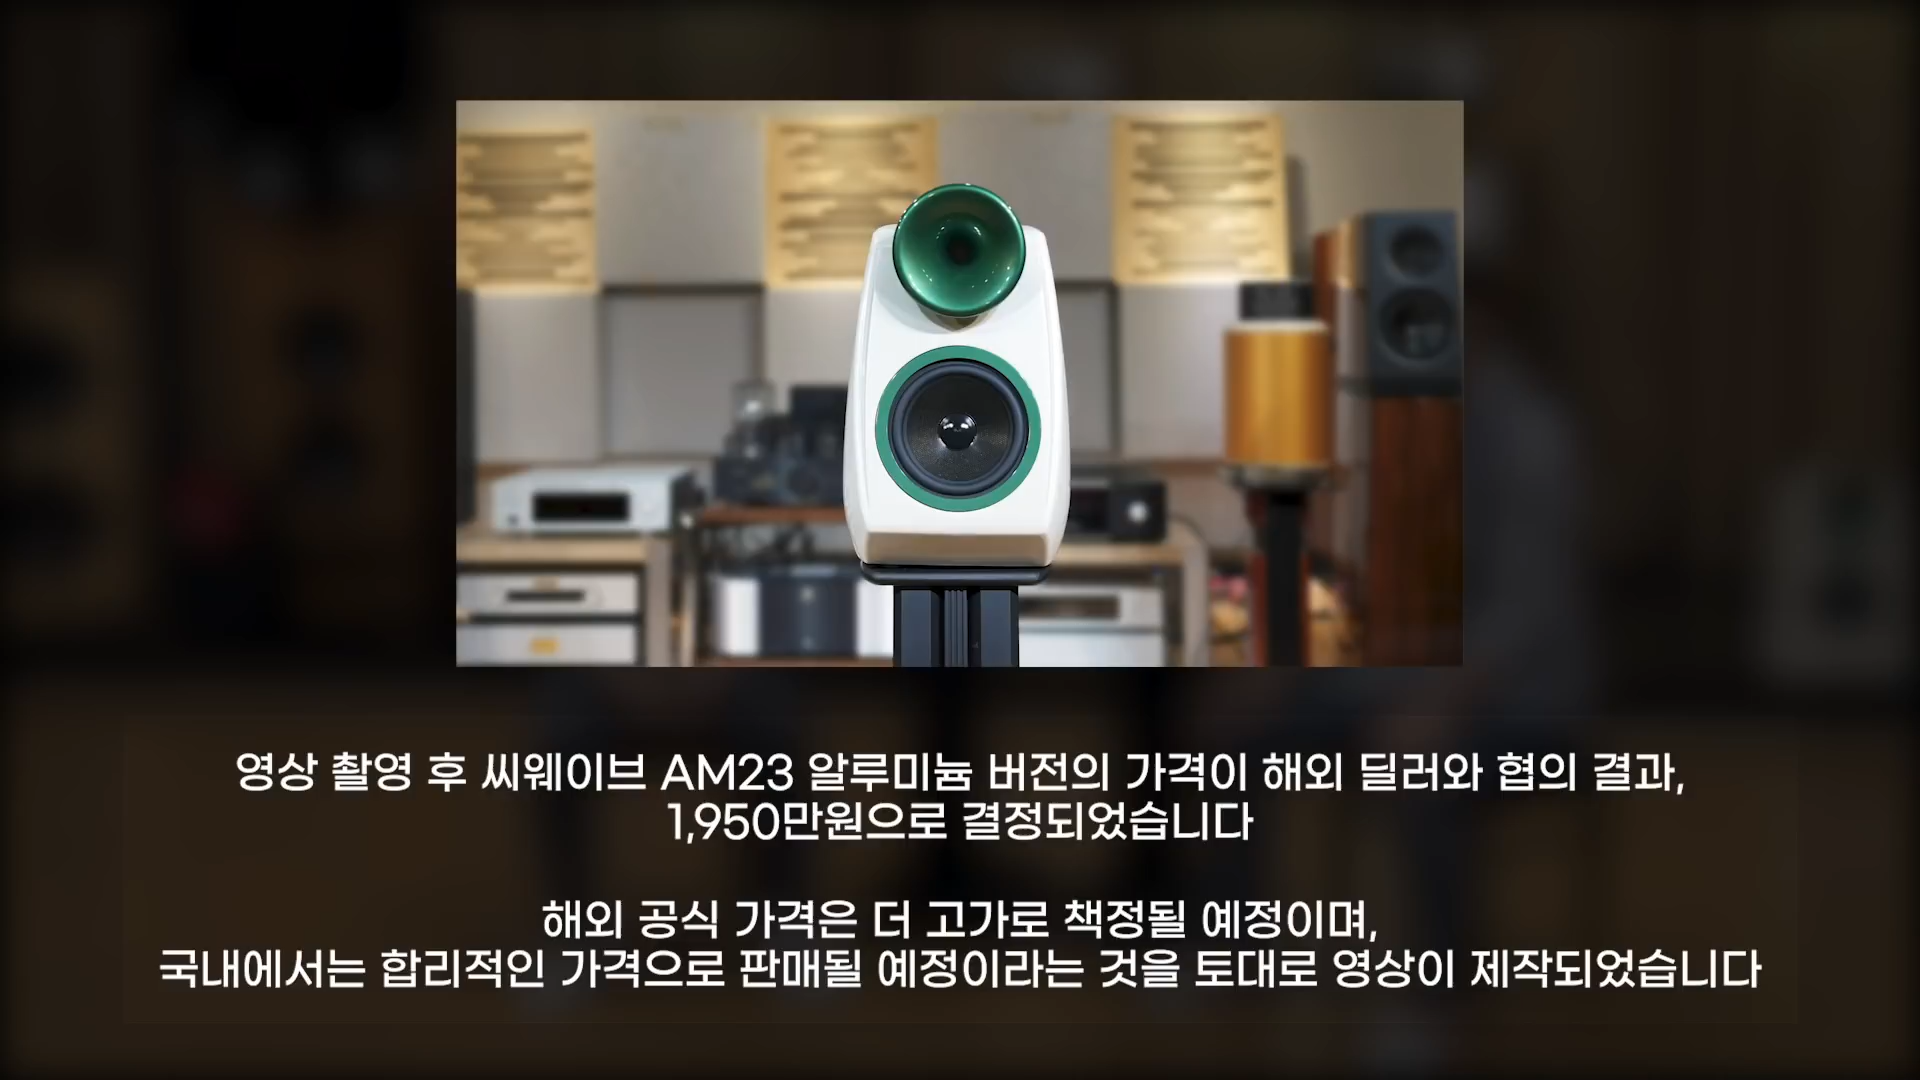 영상 촬영 후 씨웨이브 AM23 알루미늄 버전의 가격이 해외 딜러와 협의 결과,
1,950만원으로 결정되었습니다
해외 공식 가격은 더 고가로 책정될 예정이며,
국내에서는 합리적인 가격으로 판매될 예정이라는 것을 토대로 영상이 제작되었습니다